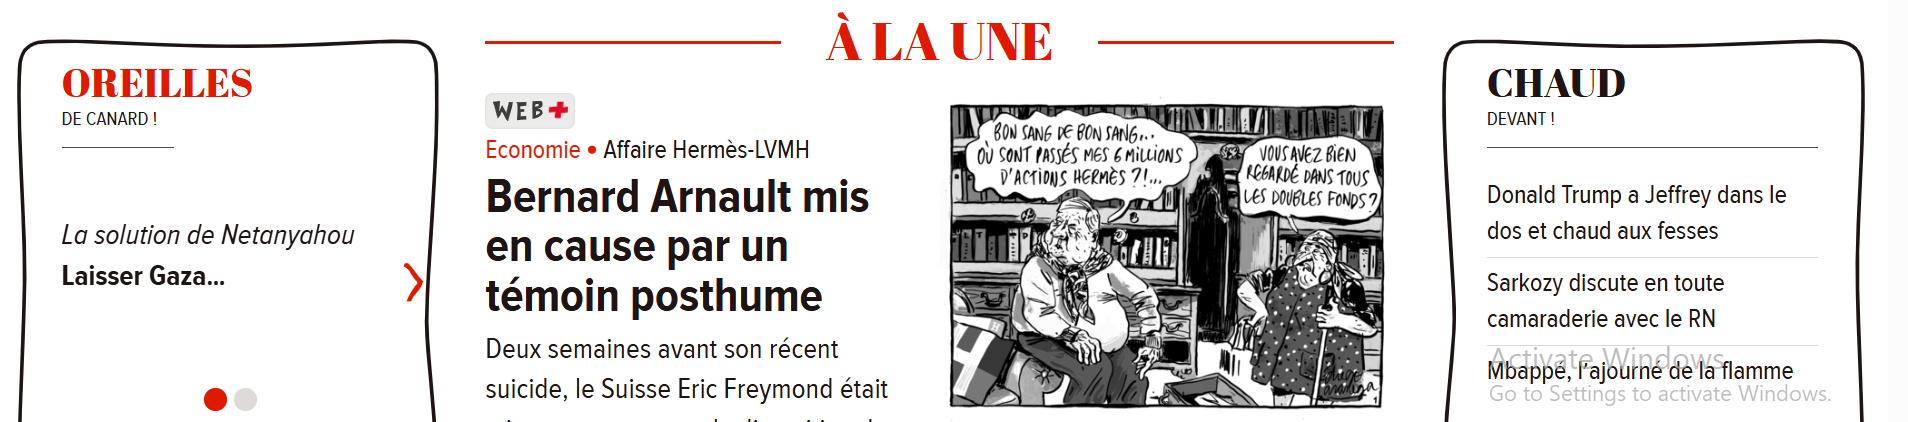 À LA UNE
OREILLES
DE CANARD !
La solution de Netanyahou
Laisser Gaza...
WEB+
Economie • Affaire Hermès-LVMH
Bernard Arnault mis
en cause par un
témoin posthume
Deux semaines avant son récent
suicide, le Suisse Eric Freymond était
BON SANG DE BON SANG...
OÙ SONT PASSÉS MES 6 MILLIONS
D'ACTIONS HERMÈS ?!...
VOUS AVEZ BIEN
REGARDÉ DANS TOUS
LES DOUBLES FONDS ?
CHAUD
DEVANT !
Donald Trump a Jeffrey dans le
dos et chaud aux fesses
Sarkozy discute en toute
camaraderie avec le RN
Mbappé, l'ajourné de la flamme
Activate Windows
Go to Settings to activate Windows.